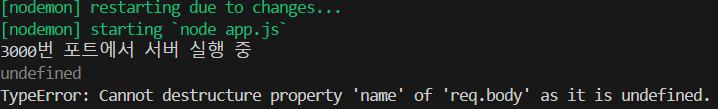 [nodemon] restarting due to changes...
[nodemon] starting `node app.js`
3000번 포트에서 서버 실행 중
undefined
TypeError: Cannot destructure property 'name' of 'req.body' as it is undefined.